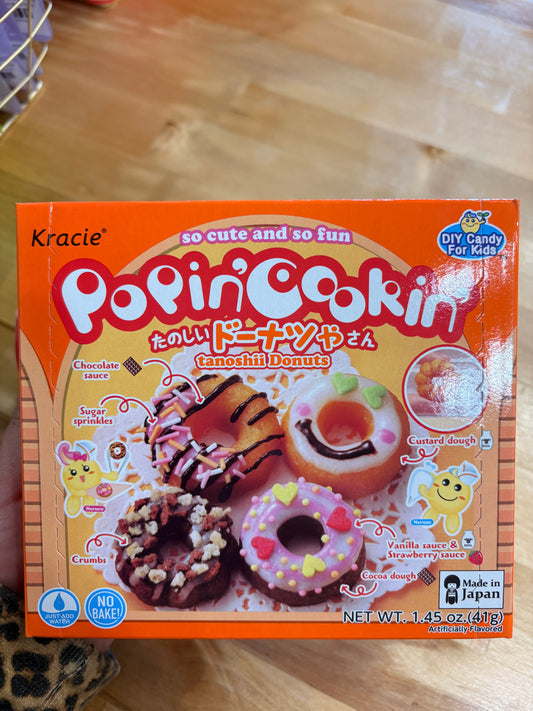 Kracie®
so cute and so fun
DIY Candy
For Kids
Popin'Cookin'
たのしいドーナツやさん
tanoshii Donuts
Chocolate
sauce
Sugar
sprinkles
Custard dough
Neruru
Nerune
Crumbs
Vanilla sauce &
Strawberry sauce
Cocoa dough
JUST ADD
WATER
NO
BAKE!
Made in
Japan
NET WT. 1.45 oz.(41g)
Artificially Flavored